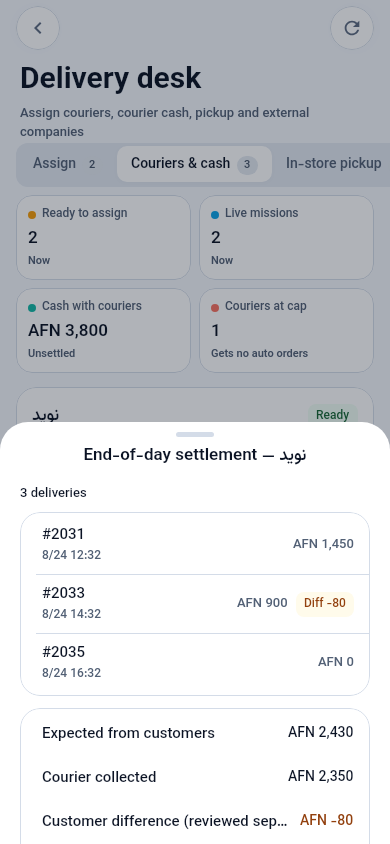 Delivery desk
Assign couriers, courier cash, pickup and external
companies
Assign 2 Couriers & cash 3 In-store pickup
Ready to assign
2
Now
Live missions
2
Now
Cash with couriers
AFN 3,800
Unsettled
Couriers at cap
1
Gets no auto orders
نوید Ready
End-of-day settlement — نوید
3 deliveries
#2031
8/24 12:32
AFN 1,450
#2033
8/24 14:32
AFN 900 Diff -80
#2035
8/24 16:32
AFN 0
Expected from customers AFN 2,430
Courier collected AFN 2,350
Customer difference (reviewed sep… AFN -80